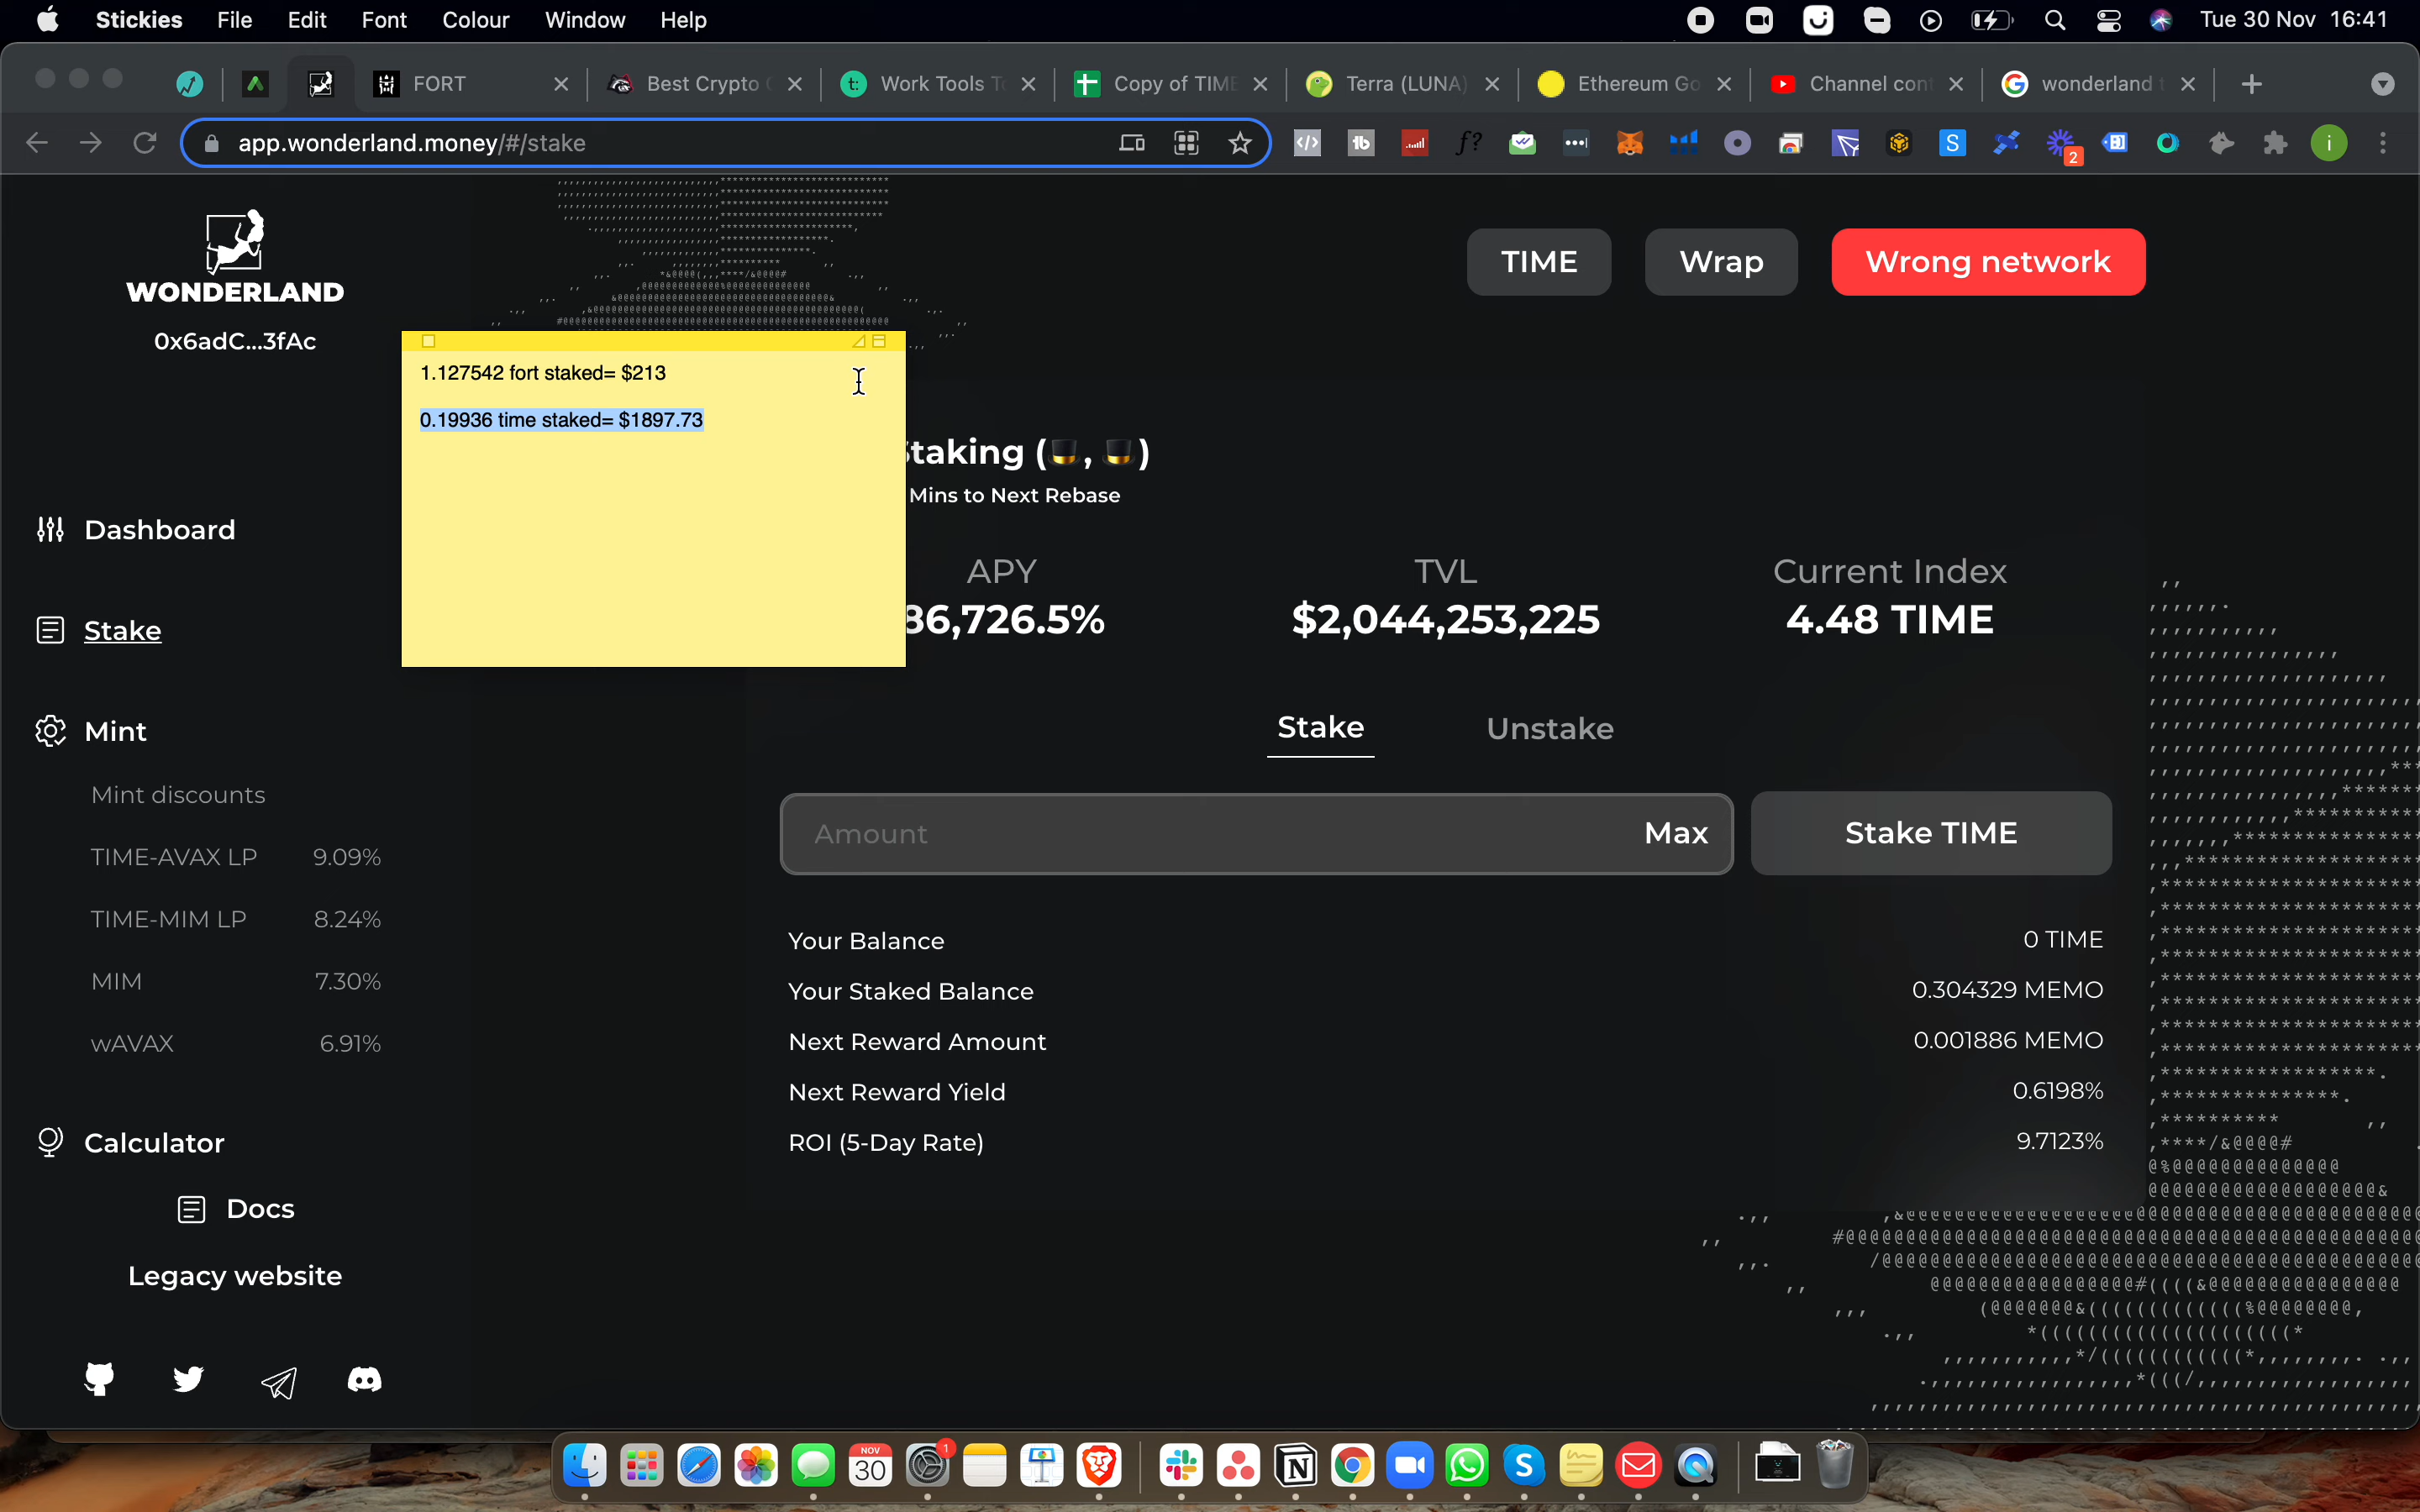 Stickies File Edit Font Colour Window Help Tue 30 Nov 16:41
FORT Best Crypto Work Tools Copy of TIME Terra (LUNA) Ethereum Channel wonderland
app.wonderland.money/#/stake
2
i
WONDERLAND
0x6adC...3fAc
TIME Wrap Wrong network
1.127542 fort staked= $213
0.19936 time staked= $1897.73
Mins to Next Rebase
Dashboard
Stake
Mint
Mint discounts
TIME-AVAX LP 9.09%
TIME-MIM LP 8.24%
MIM 7.30%
wAVAX 6.91%
Calculator
Docs
Legacy website
APY TVL Current Index
86,726.5% $2,044,253,225 4.48 TIME
Stake Unstake
Amount Max Stake TIME
Your Balance 0 TIME
Your Staked Balance 0.304329 MEMO
Next Reward Amount 0.001886 MEMO
Next Reward Yield 0.6198%
ROI (5-Day Rate) 9.7123%
NOV
30
1